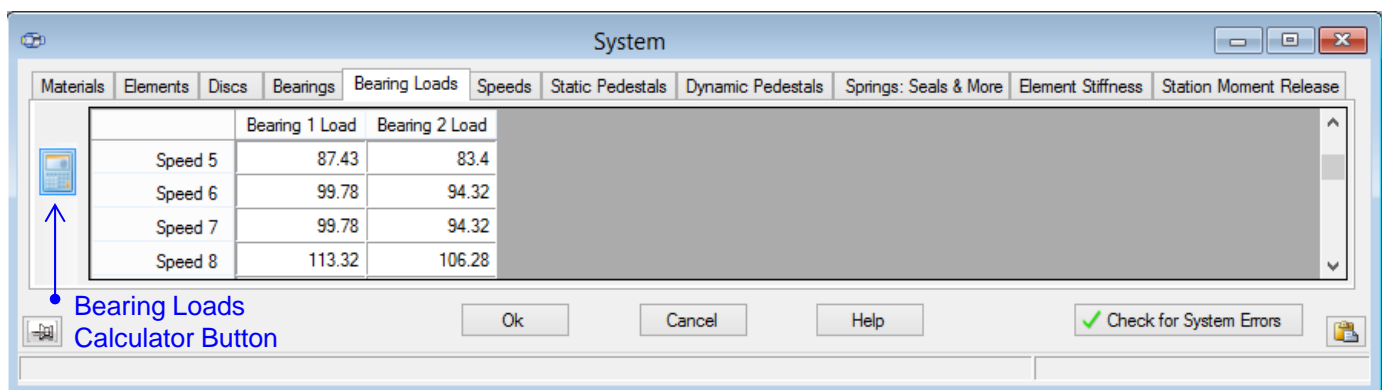 System
Materials Elements Discs Bearings Bearing Loads Speeds Static Pedestals Dynamic Pedestals Springs: Seals & More Element Stiffness Station Moment Release
Bearing 1 Load Bearing 2 Load
Speed 5 87.43 83.4
Speed 6 99.78 94.32
Speed 7 99.78 94.32
Speed 8 113.32 106.28
Bearing Loads
Calculator Button
Ok Cancel Help Check for System Errors